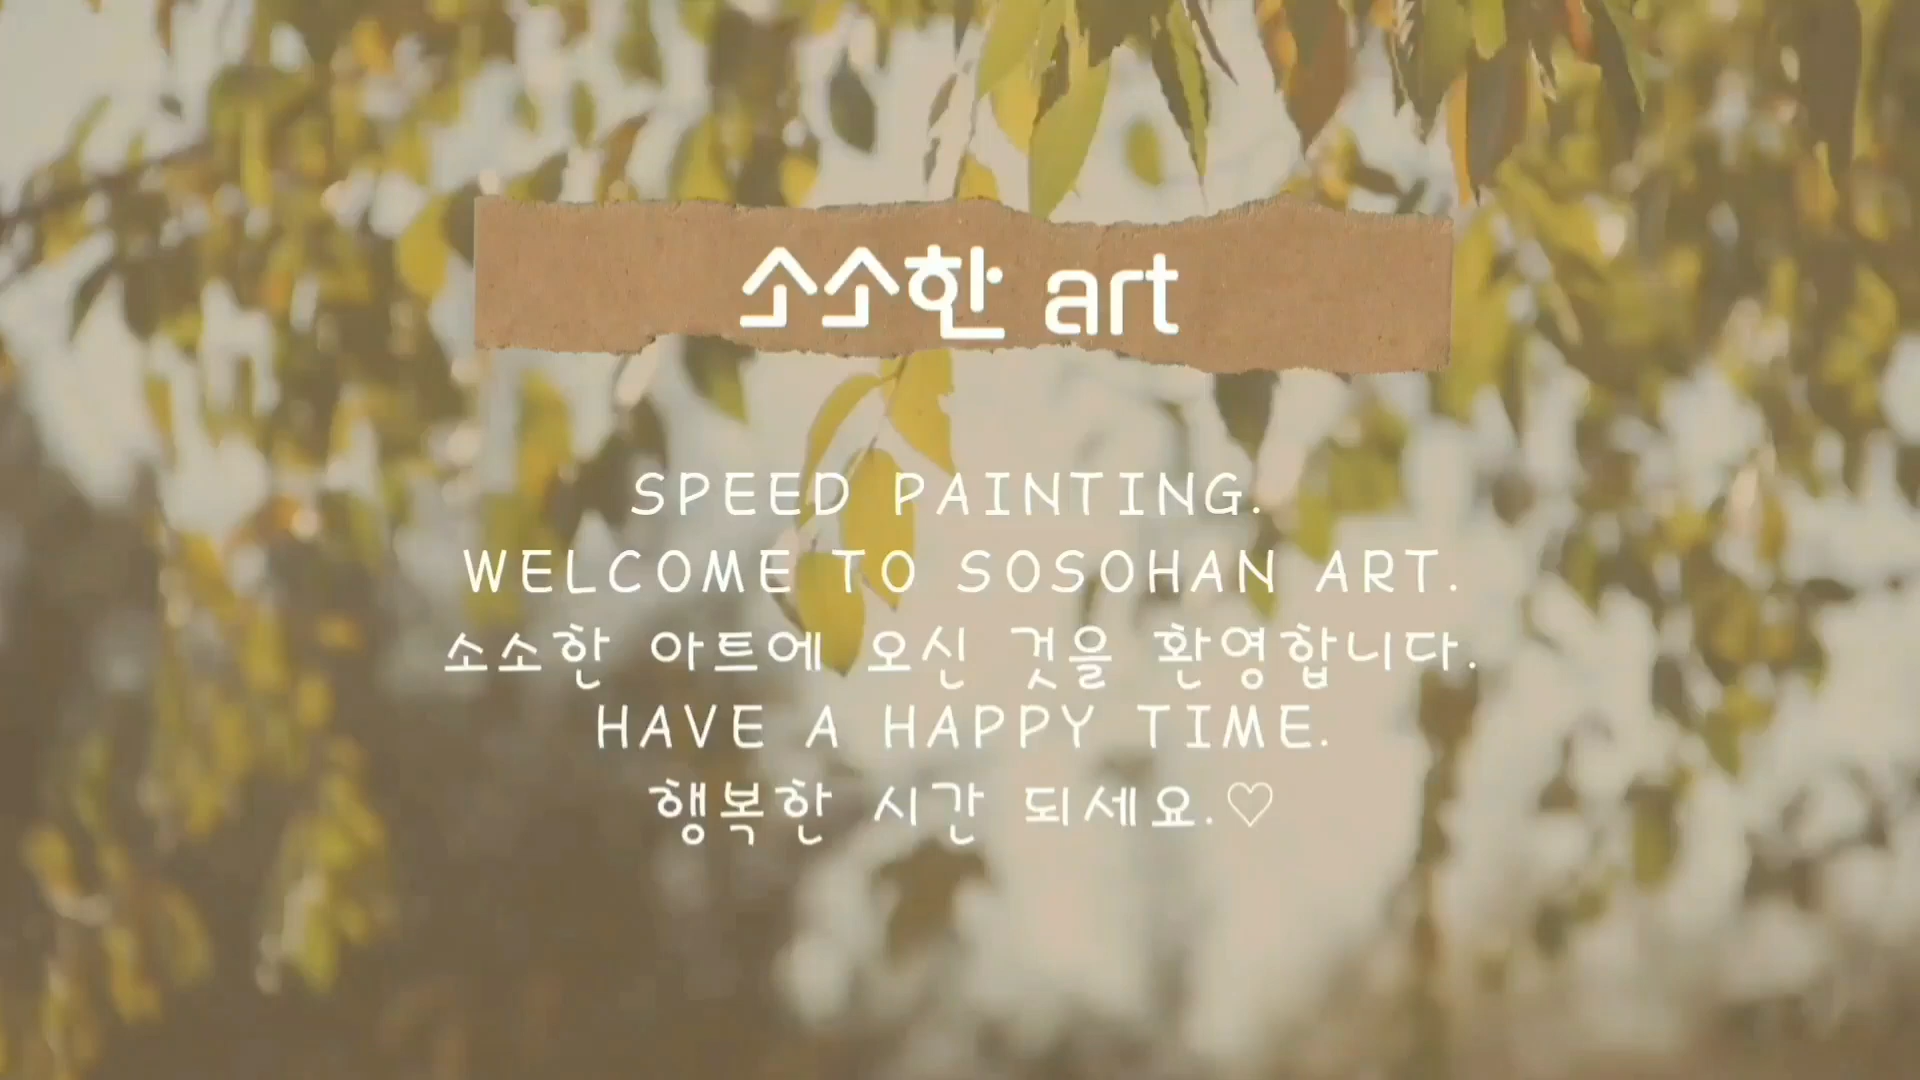 소소한 art
SPEED PAINTING.
WELCOME TO SOSOHAN ART.
소소한 아트에 오신 것을 환영합니다.
HAVE A HAPPY TIME.
행복한 시간 되세요.♡